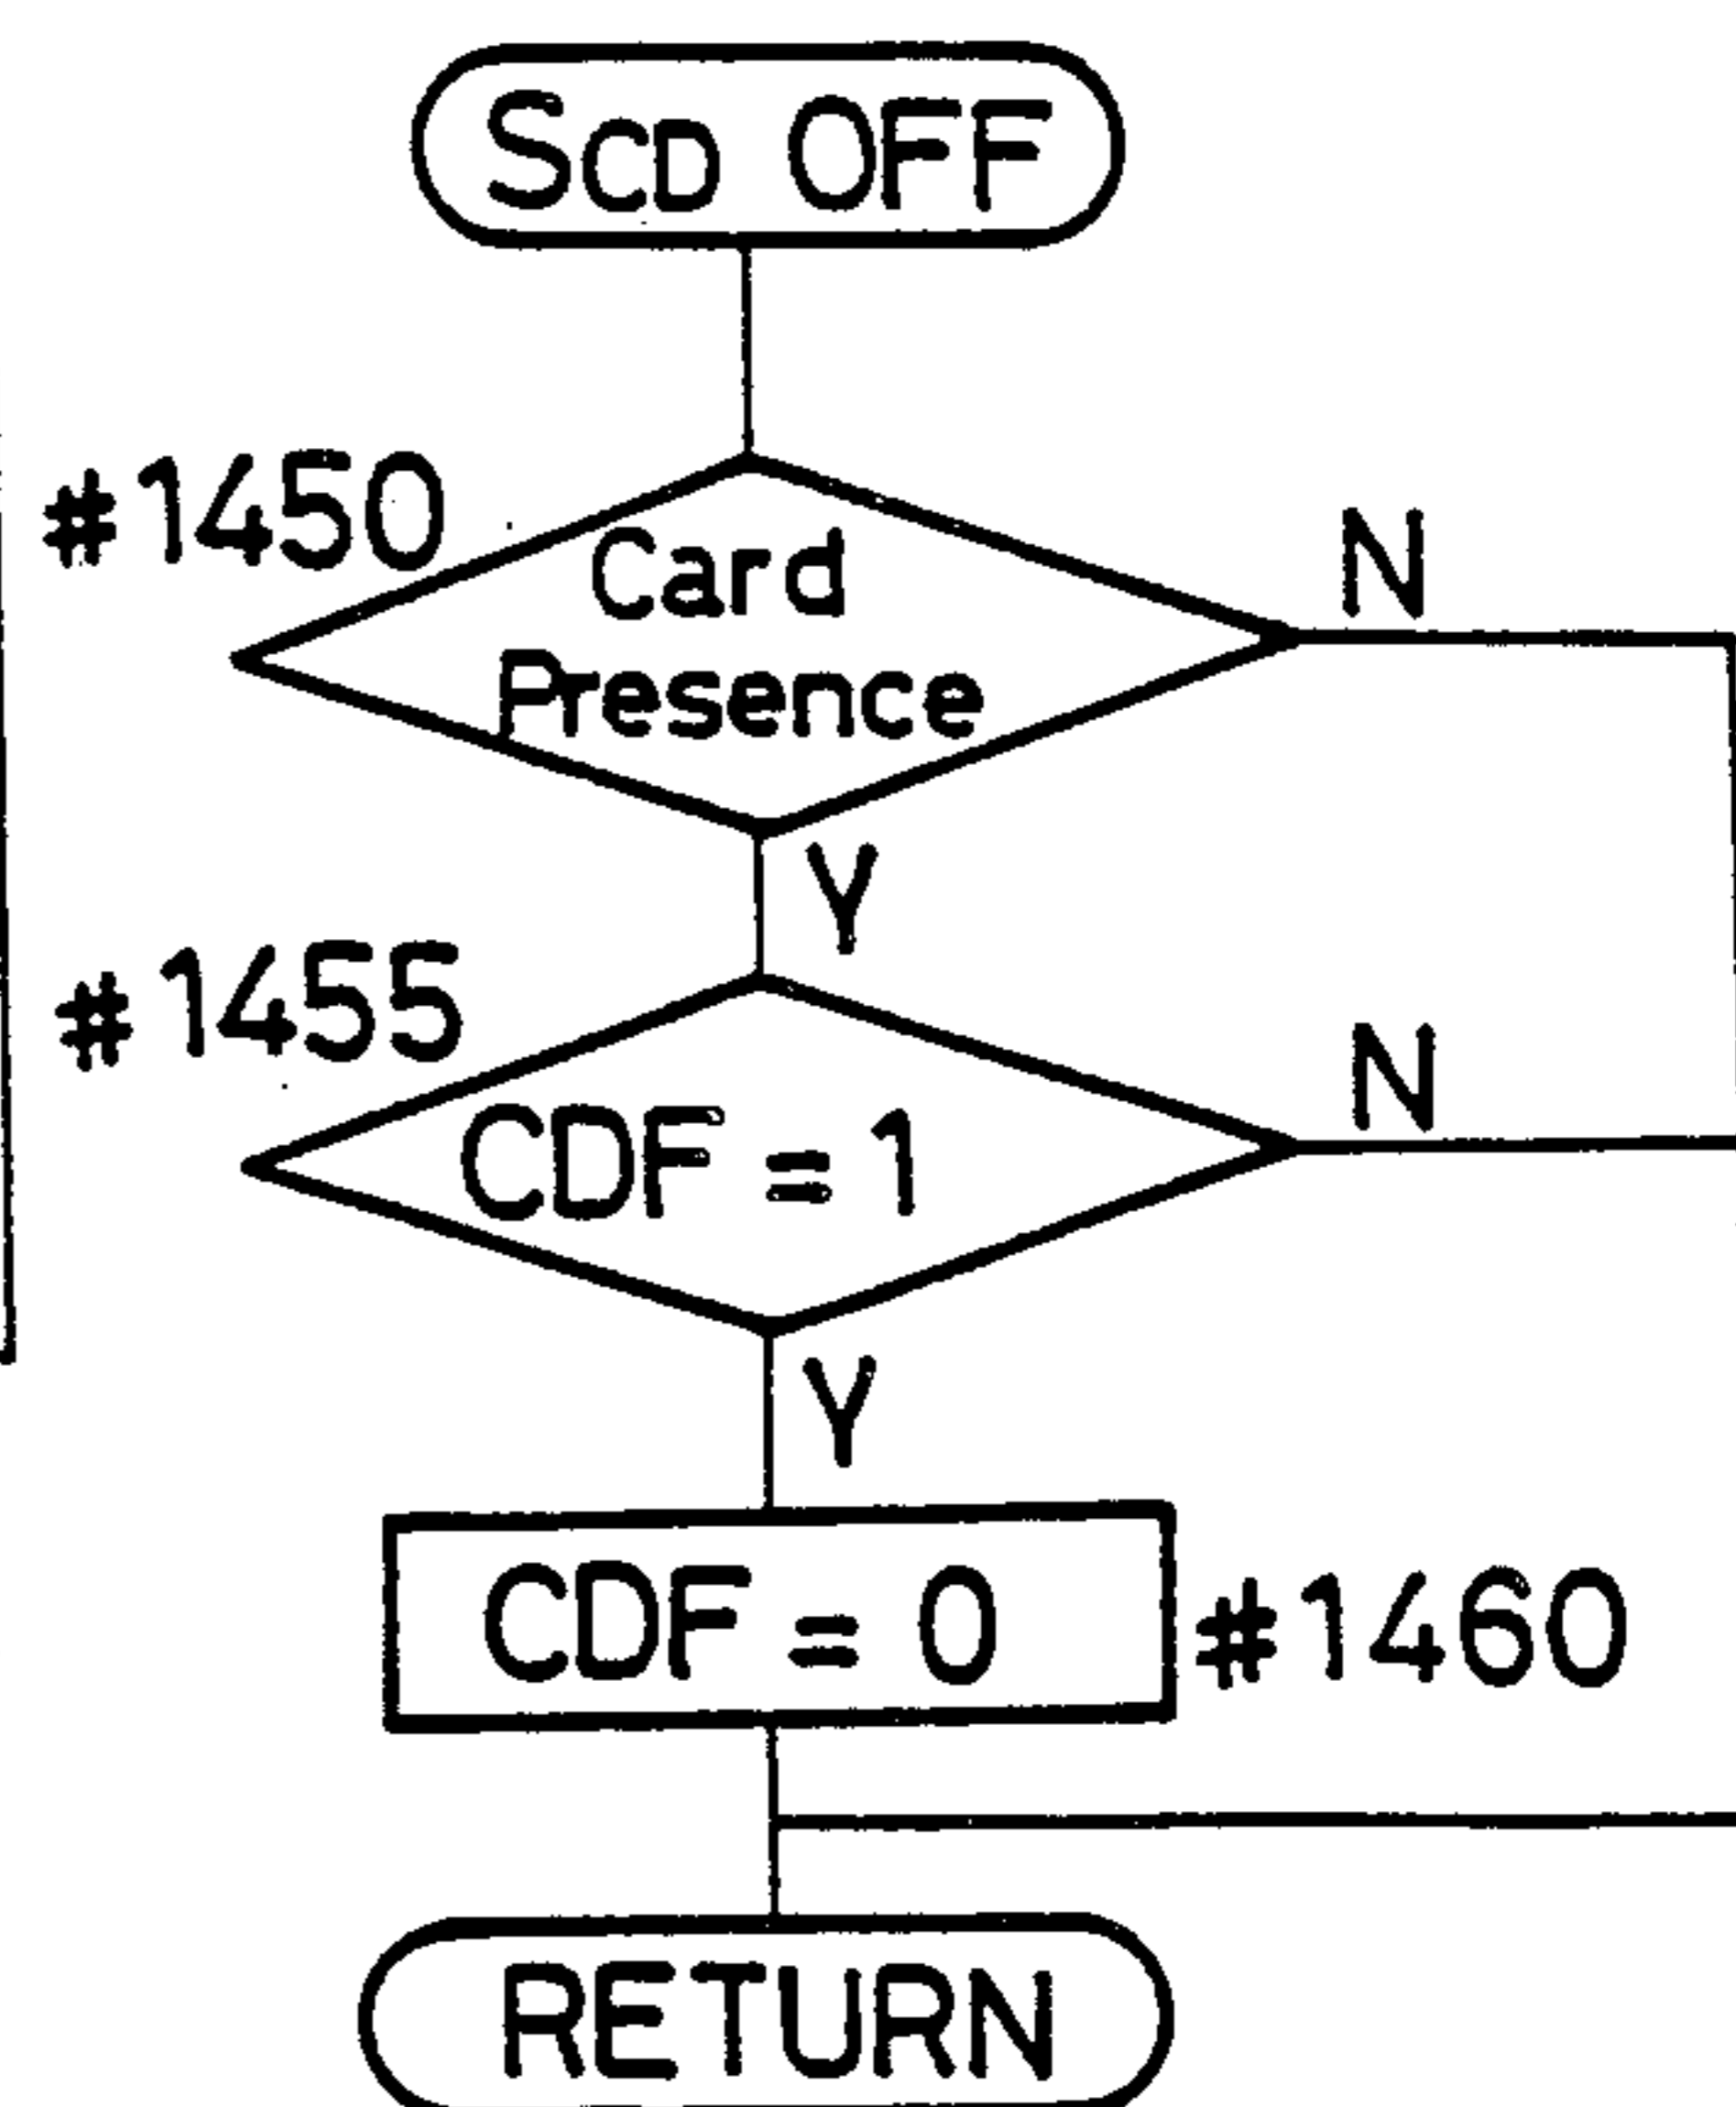 SCD OFF
#1450
Card
Presence
N
Y
#1455
CDF = 1
N
Y
CDF = 0
#1460
RETURN